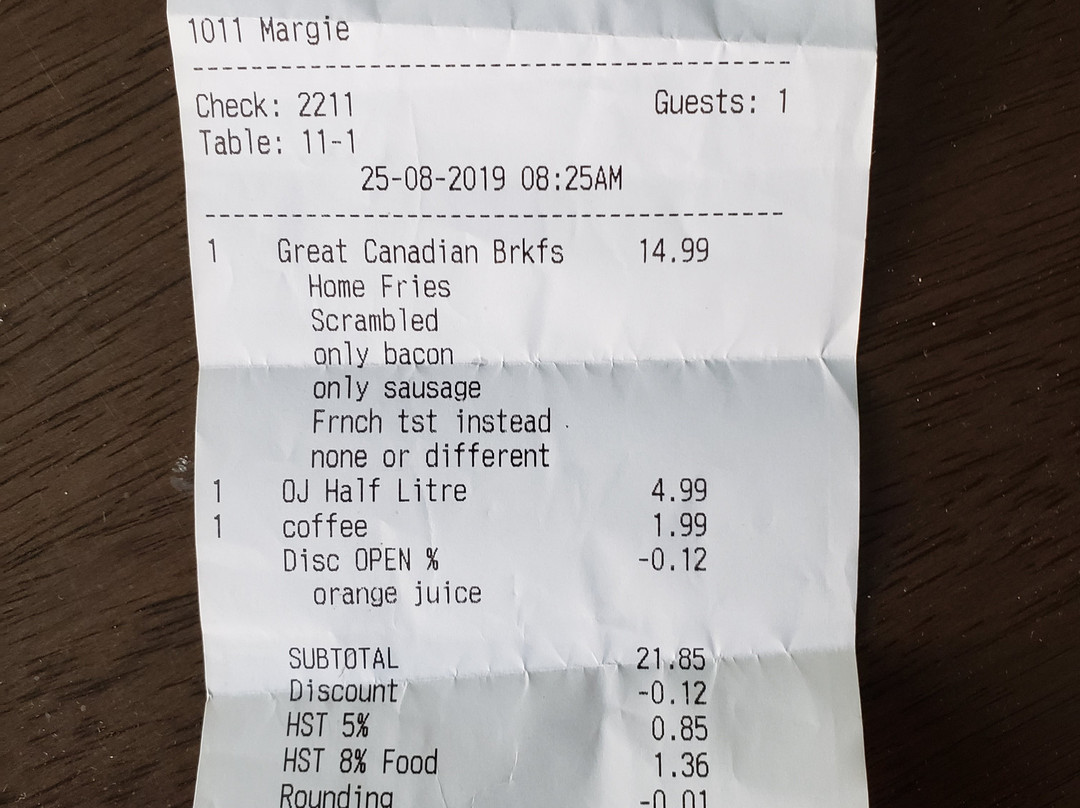 1011 Margie
----------------------------------------
Check: 2211 Guests: 1
Table: 11-1
25-08-2019 08:25AM
----------------------------------------
1 Great Canadian Brkfs 14.99
Home Fries
Scrambled
only bacon
only sausage
Frnch tst instead
none or different
1 OJ Half Litre 4.99
1 coffee 1.99
Disc OPEN % -0.12
orange juice
SUBTOTAL 21.85
Discount -0.12
HST 5% 0.85
HST 8% Food 1.36
Rounding -0.01